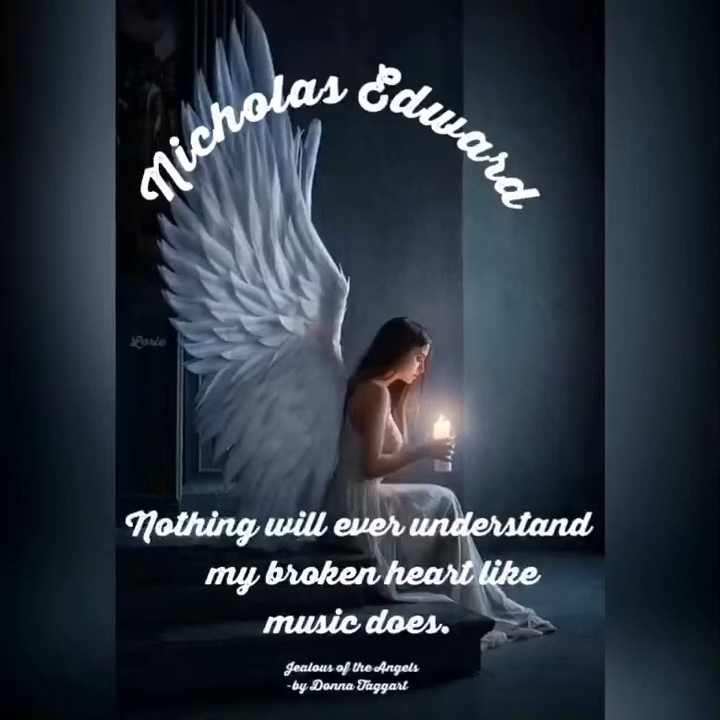 Nicholas Edward
Lorie
Nothing will ever understand
my broken heart like
music does.
Jealous of the Angels
-by Donna Taggart